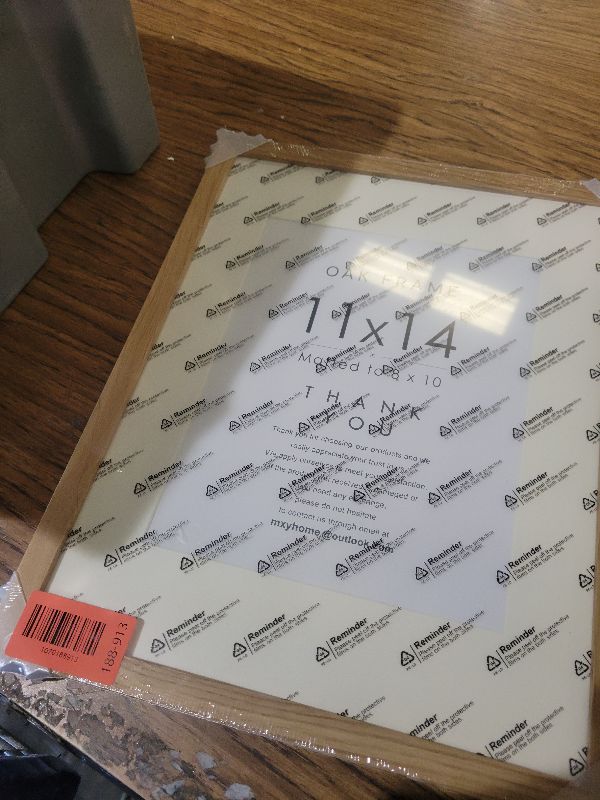 OAK FRAME
11x14
Matted to 8 x 10
THANK
YOU
Thank you for choosing our products and we
really appreciate your trust in
We apply ourselves to meet your satisfaction
the product you received is damaged or
you need any exchange,
please do not hesitate
to contact us through email at
mxyhome@outlook.com
Reminder
Please peel off the protective
films on the both sides.
188-913